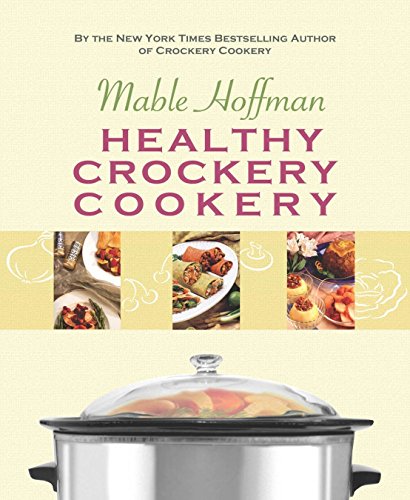 By the New York Times Bestselling Author
of Crockery Cookery
Mable Hoffman
HEALTHY
CROCKERY
COOKERY